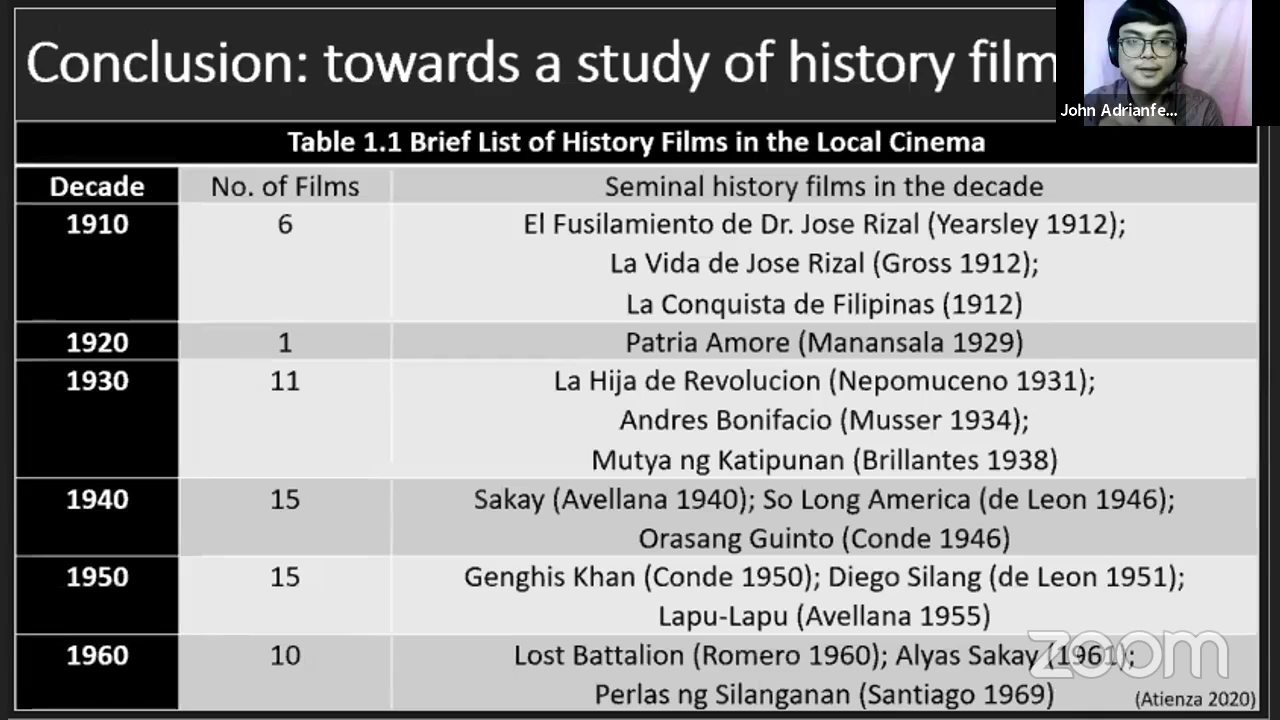 Conclusion: towards a study of history film
John Adrianfe...
Table 1.1 Brief List of History Films in the Local Cinema
Decade No. of Films Seminal history films in the decade
1910 6 El Fusilamiento de Dr. Jose Rizal (Yearsley 1912);
La Vida de Jose Rizal (Gross 1912);
La Conquista de Filipinas (1912)
1920 1 Patria Amore (Manansala 1929)
1930 11 La Hija de Revolucion (Nepomuceno 1931);
Andres Bonifacio (Musser 1934);
Mutya ng Katipunan (Brillantes 1938)
1940 15 Sakay (Avellana 1940); So Long America (de Leon 1946);
Orasang Guinto (Conde 1946)
1950 15 Genghis Khan (Conde 1950); Diego Silang (de Leon 1951);
Lapu-Lapu (Avellana 1955)
1960 10 Lost Battalion (Romero 1960); Alyas Sakay (1961);
Perlas ng Silanganan (Santiago 1969)
zoom
(Atienza 2020)